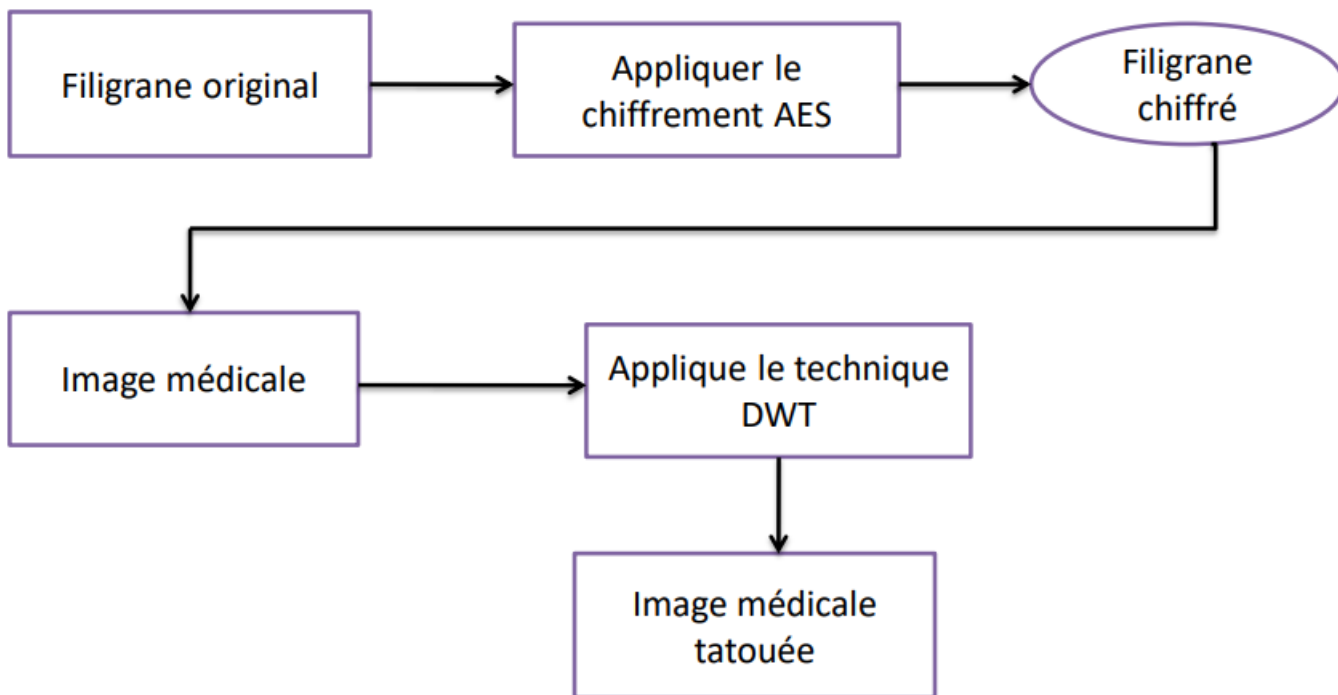 Filigrane original
Appliquer le
chiffrement AES
Filigrane
chiffré
Image médicale
Applique le technique
DWT
Image médicale
tatouée